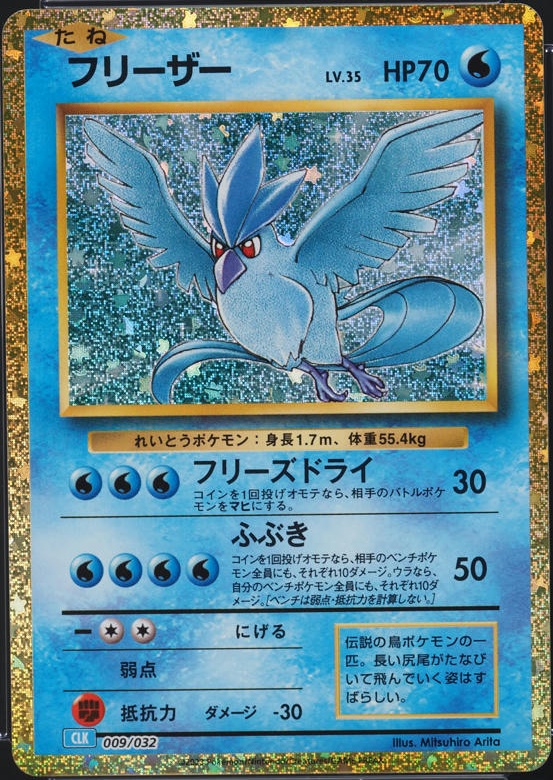 たね
フリーザー LV.35 HP70
れいとうポケモン：身長1.7m、体重55.4kg
フリーズドライ 30
コインを1回投げオモテなら、相手のバトルポケ
モンをマヒにする。
ふぶき 50
コインを1回投げオモテなら、相手のベンチポケ
モン全員にも、それぞれ10ダメージ。ウラなら、
自分のベンチポケモン全員にも、それぞれ10ダ
メージ。[ベンチは弱点・抵抗力を計算しない。]
にげる
弱点
抵抗力 ダメージ -30
伝説の鳥ポケモンの一
匹。長い尻尾がたなび
いて飛んでいく姿はす
ばらしい。
CLK 009/032
Illus. Mitsuhiro Arita
©2023 Pokémon/Nintendo/Creatures/GAME FREAK